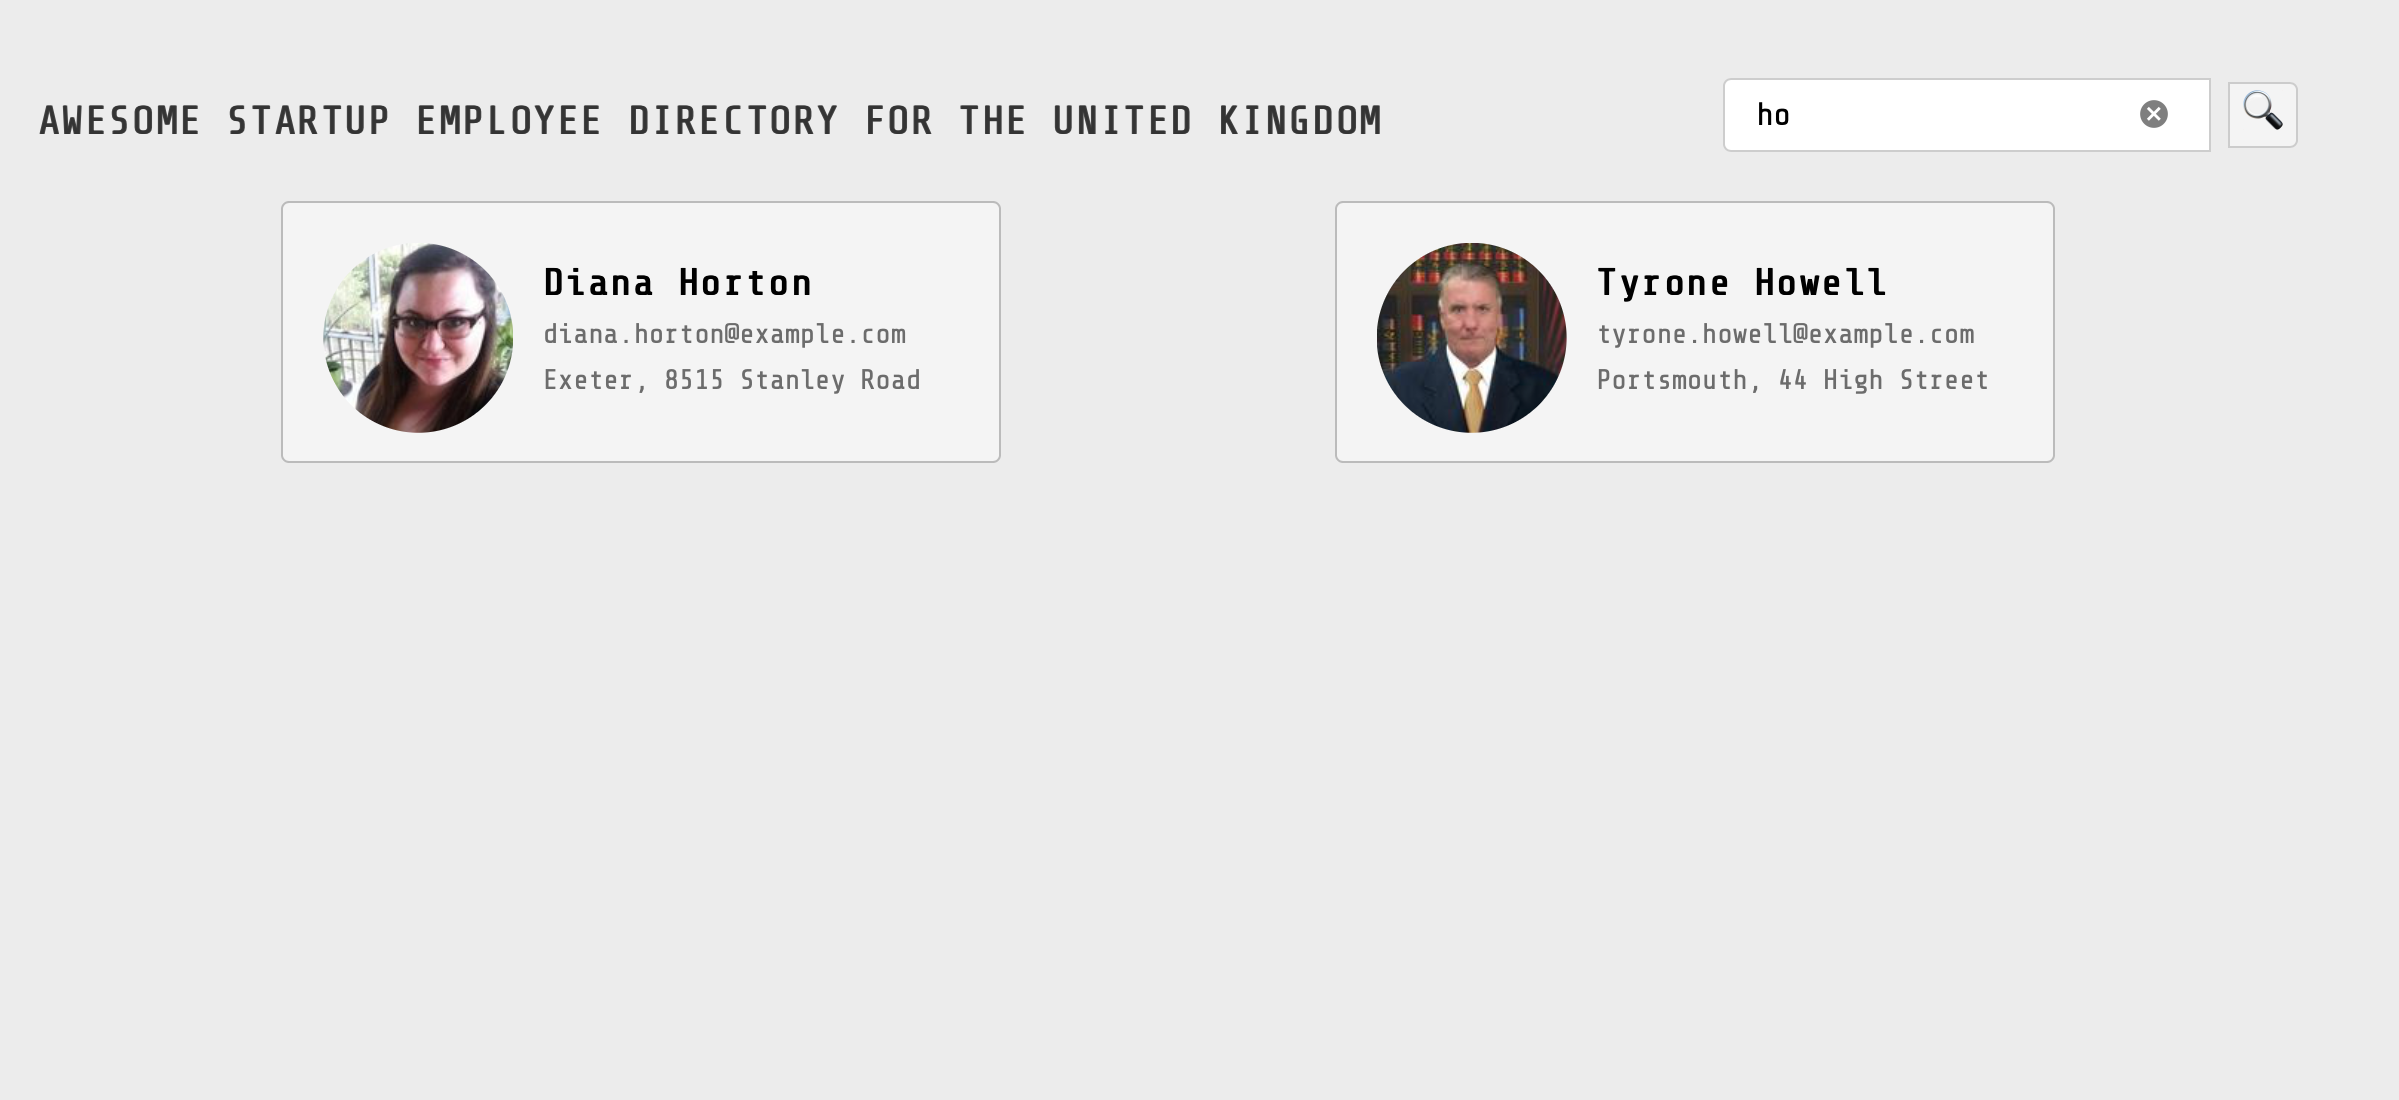 AWESOME STARTUP EMPLOYEE DIRECTORY FOR THE UNITED KINGDOM
ho
Diana Horton
diana.horton@example.com
Exeter, 8515 Stanley Road
Tyrone Howell
tyrone.howell@example.com
Portsmouth, 44 High Street